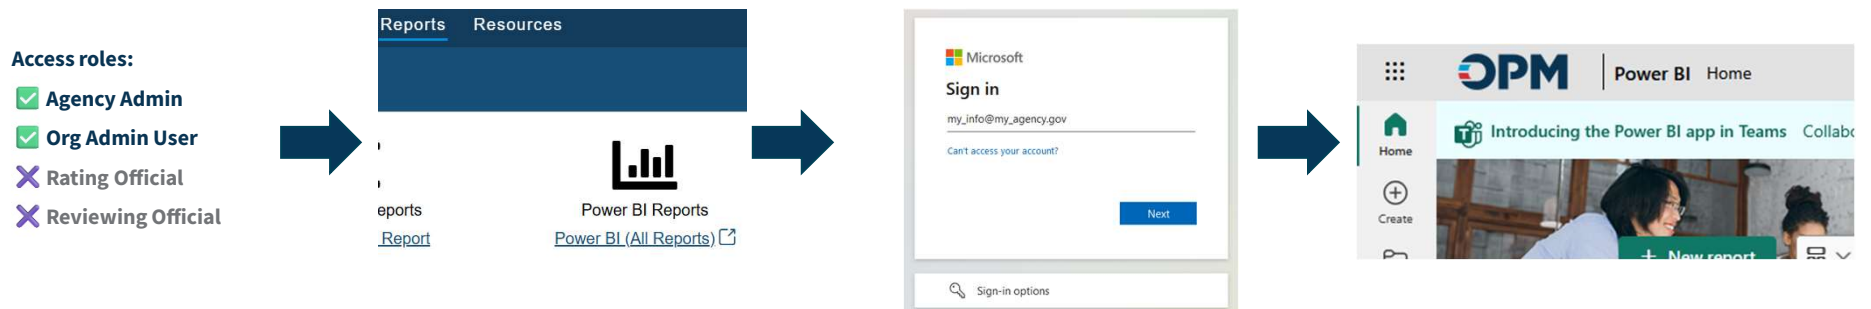 Access roles:
Agency Admin
Org Admin User
Rating Official
Reviewing Official
Reports Resources
eports
Report
Power BI Reports
Power BI (All Reports)
Microsoft
Sign in
my_info@my_agency.gov
Can't access your account?
Next
Sign-in options
OPM Power BI Home
Introducing the Power BI app in Teams Collabo
Home
Create
+ New report